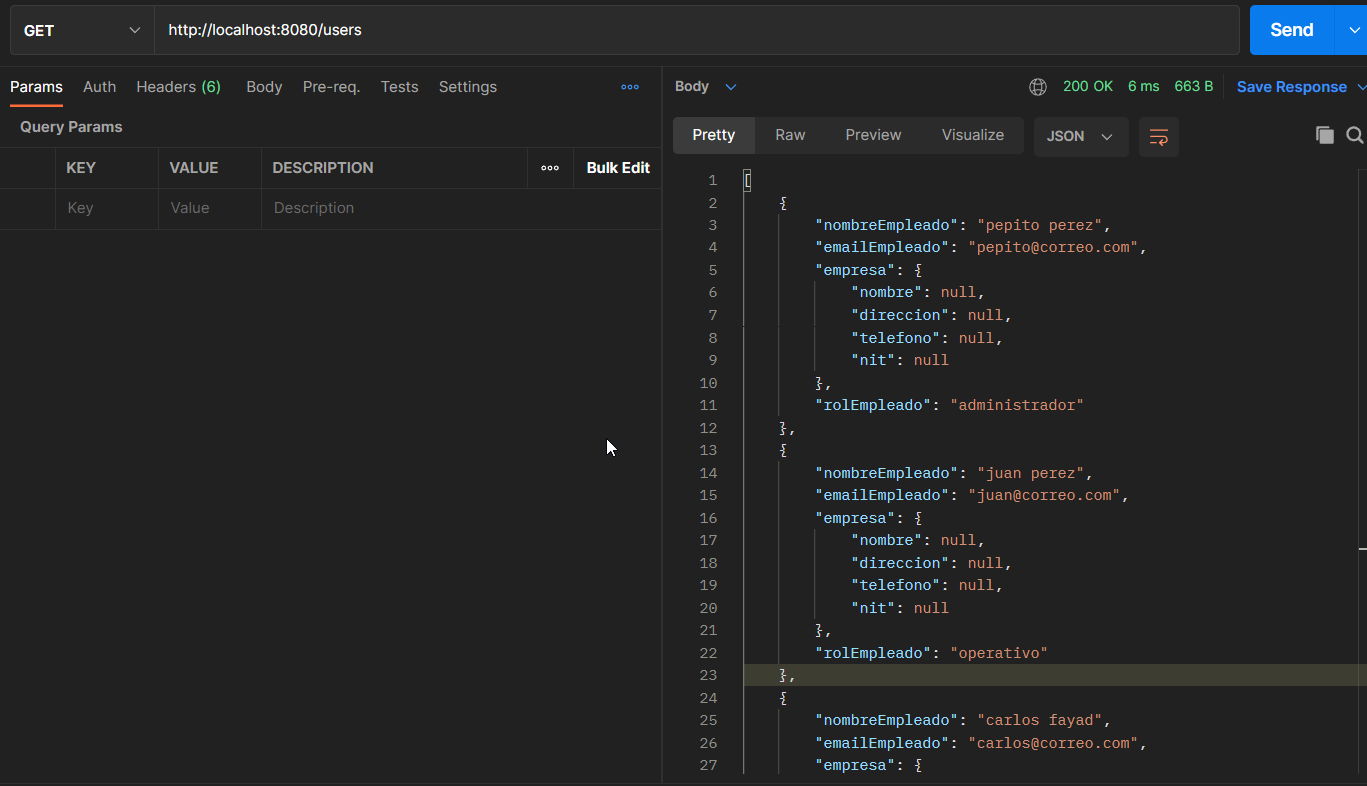 GET http://localhost:8080/users Send
Params Auth Headers (6) Body Pre-req. Tests Settings
Query Params
KEY VALUE DESCRIPTION Bulk Edit
Key Value Description
Body 200 OK 6 ms 663 B Save Response
Pretty Raw Preview Visualize JSON
1 [
2 {
3 "nombreEmpleado": "pepito perez",
4 "emailEmpleado": "pepito@correo.com",
5 "empresa": {
6 "nombre": null,
7 "direccion": null,
8 "telefono": null,
9 "nit": null
10 },
11 "rolEmpleado": "administrador"
12 },
13 {
14 "nombreEmpleado": "juan perez",
15 "emailEmpleado": "juan@correo.com",
16 "empresa": {
17 "nombre": null,
18 "direccion": null,
19 "telefono": null,
20 "nit": null
21 },
22 "rolEmpleado": "operativo"
23 },
24 {
25 "nombreEmpleado": "carlos fayad",
26 "emailEmpleado": "carlos@correo.com",
27 "empresa": {